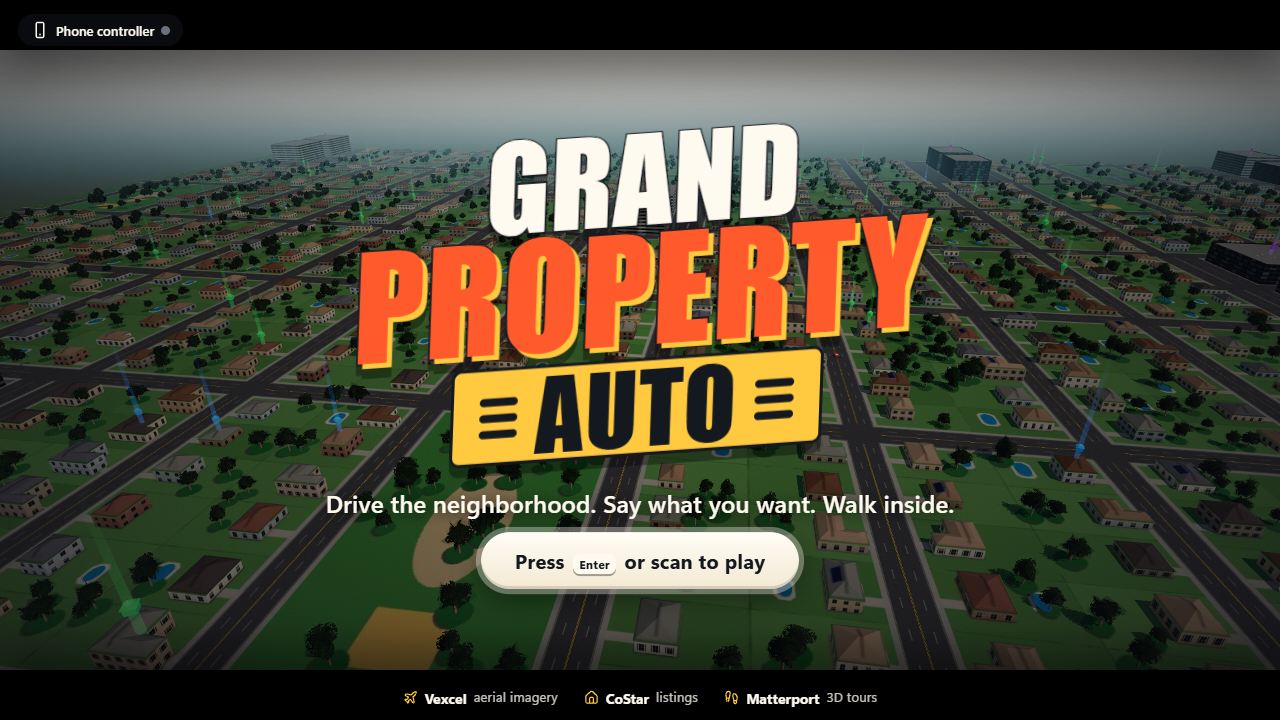 Phone controller
GRAND
PROPERTY
AUTO
Drive the neighborhood. Say what you want. Walk inside.
Press Enter or scan to play
Vexcel aerial imagery CoStar listings Matterport 3D tours